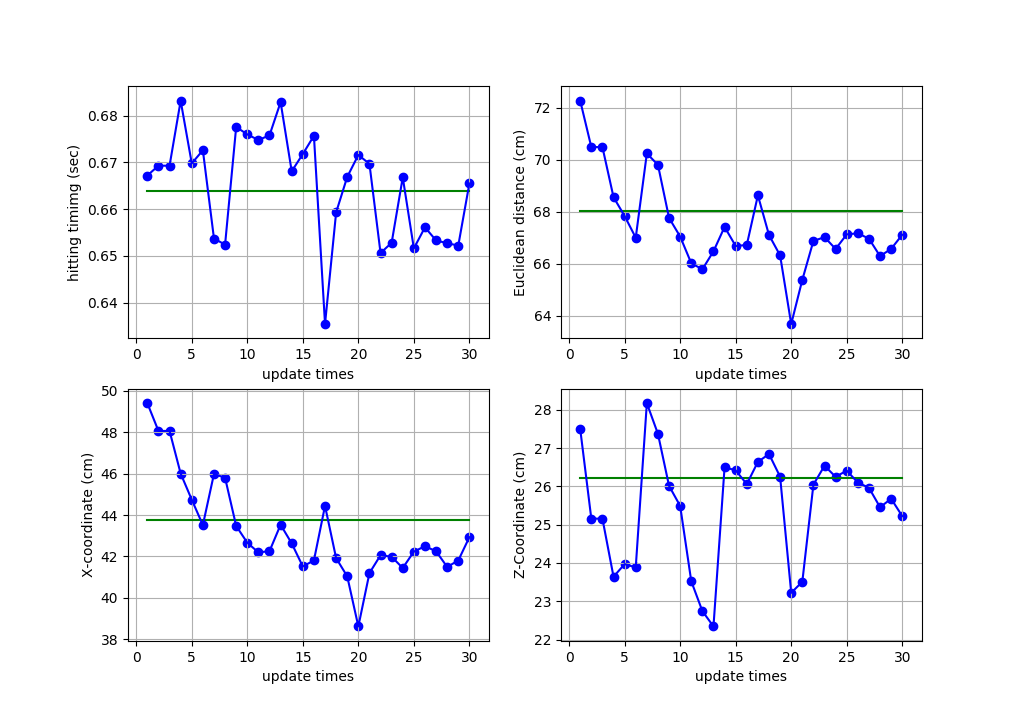 hitting timimg (sec)
0.68
0.67
0.66
0.65
0.64
0 5 10 15 20 25 30
update times
Euclidean distance (cm)
72
70
68
66
64
0 5 10 15 20 25 30
update times
X-coordinate (cm)
50
48
46
44
42
40
38
0 5 10 15 20 25 30
update times
Z-Coordinate (cm)
28
27
26
25
24
23
22
0 5 10 15 20 25 30
update times